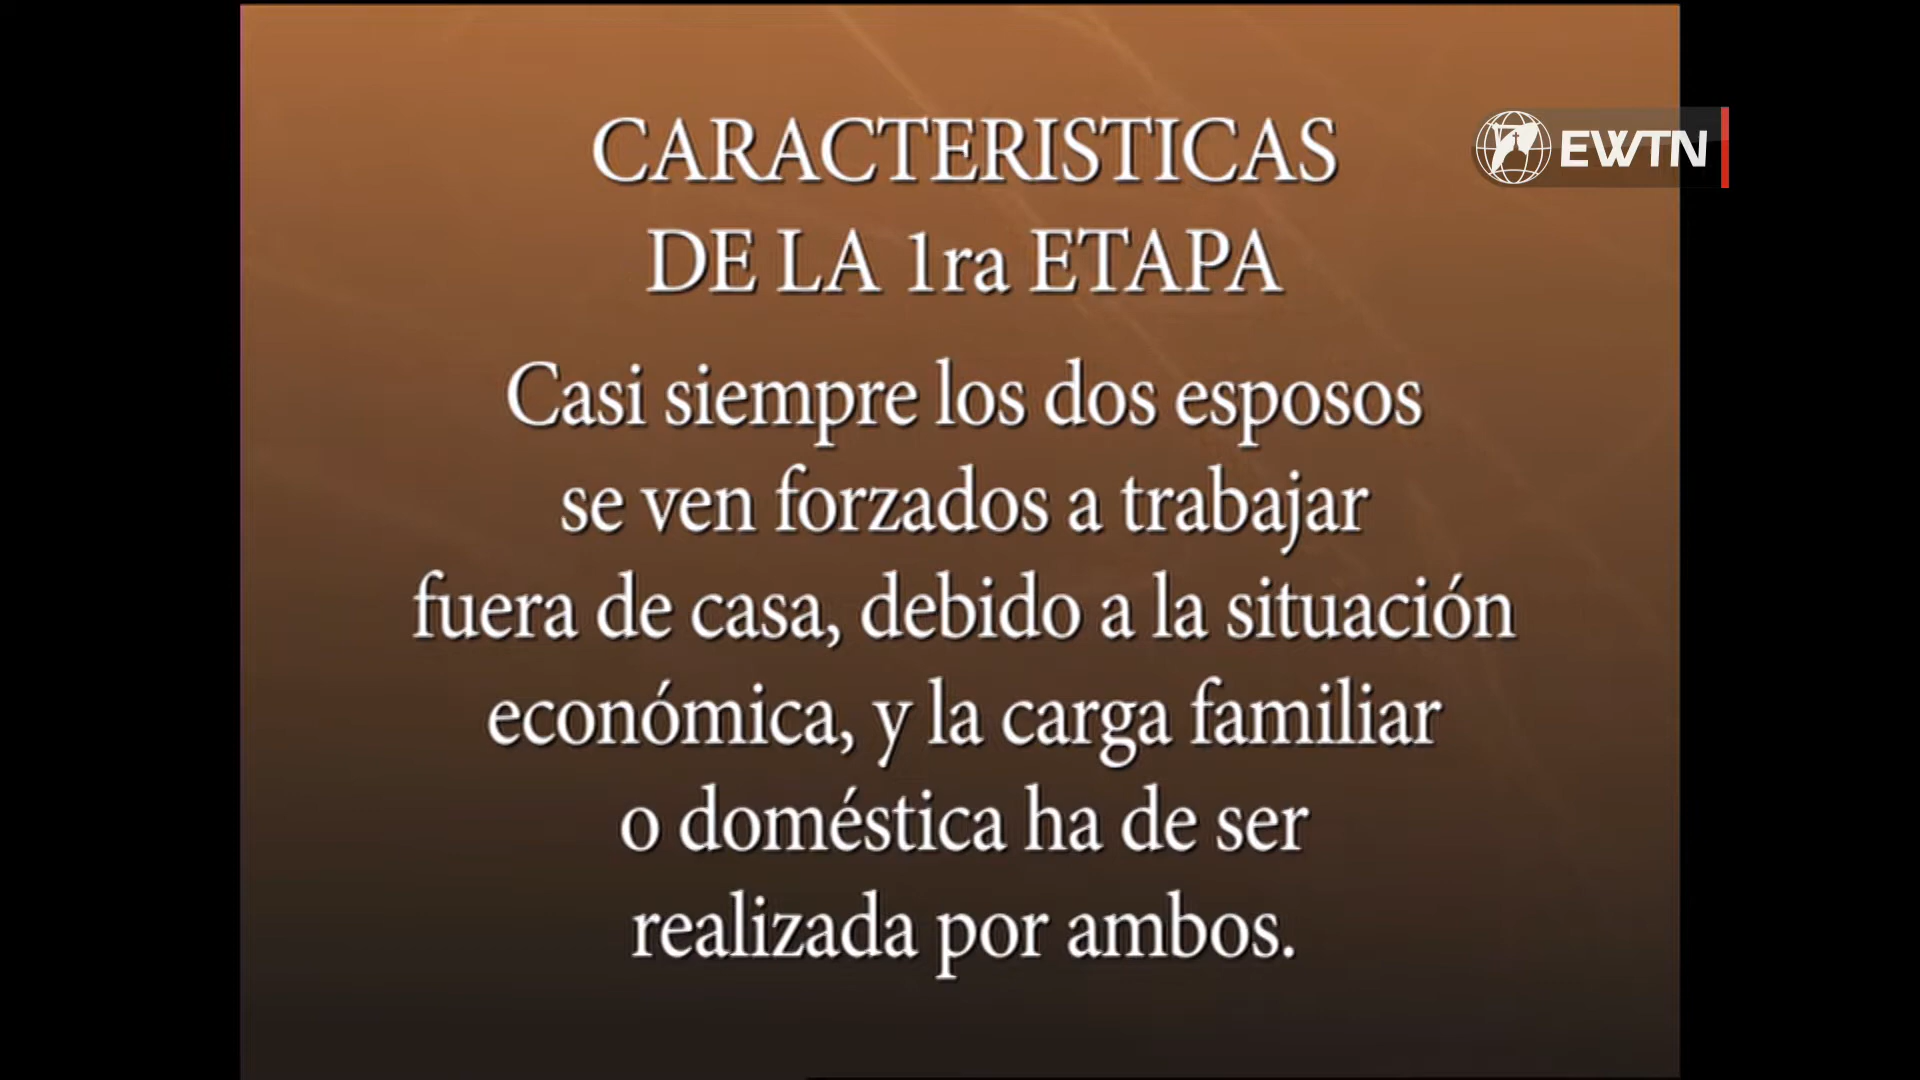 CARACTERISTICAS
DE LA 1ra ETAPA
EWTN
Casi siempre los dos esposos
se ven forzados a trabajar
fuera de casa, debido a la situación
económica, y la carga familiar
o doméstica ha de ser
realizada por ambos.